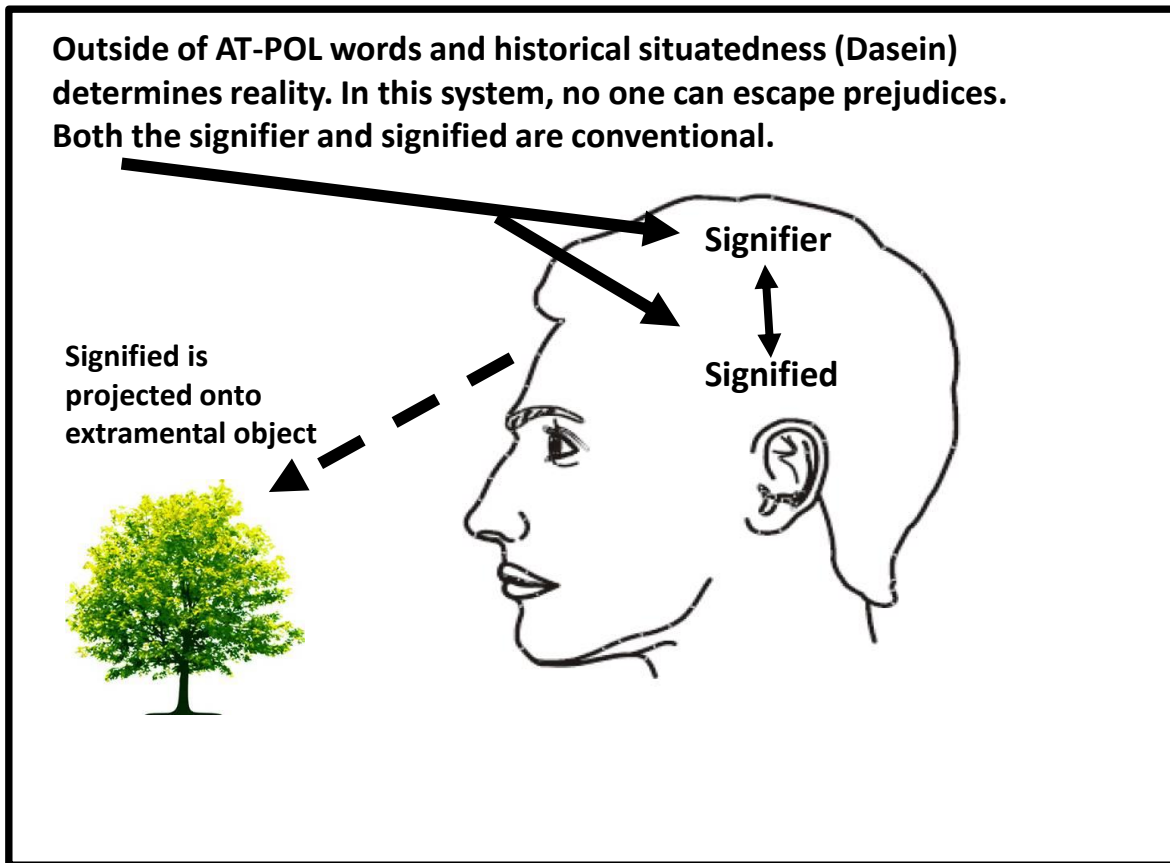 Outside of AT-POL words and historical situatedness (Dasein)
determines reality. In this system, no one can escape prejudices.
Both the signifier and signified are conventional.
Signifier
Signified
Signified is
projected onto
extramental object